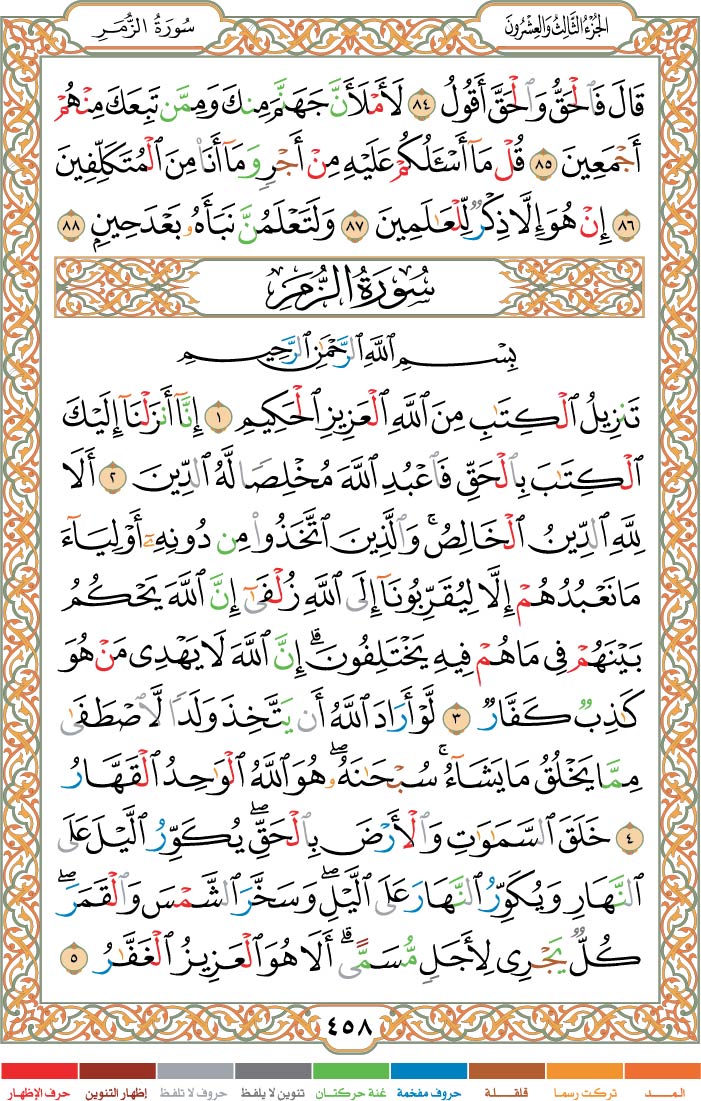 الجُزْءُ الثَّالِثُ وَالعِشْرُونَ
سُورَةُ الزُّمَرِ
قَالَ فَٱلْحَقُّ وَٱلْحَقَّ أَقُولُ ٨٤ لَأَمْلَأَنَّ جَهَنَّمَ مِنكَ وَمِمَّن تَبِعَكَ مِنْهُمْ
أَجْمَعِينَ ٨٥ قُلْ مَآ أَسْـَٔلُكُمْ عَلَيْهِ مِنْ أَجْرٍ وَمَآ أَنَا۠ مِنَ ٱلْمُتَكَلِّفِينَ
٨٦ إِنْ هُوَ إِلَّا ذِكْرٌ لِّلْعَـٰلَمِينَ ٨٧ وَلَتَعْلَمُنَّ نَبَأَهُۥ بَعْدَ حِينٍۭ ٨٨
سُورَةُ الزُّمَرِ
بِسْمِ ٱللَّهِ ٱلرَّحْمَـٰنِ ٱلرَّحِيمِ
تَنزِيلُ ٱلْكِتَـٰبِ مِنَ ٱللَّهِ ٱلْعَزِيزِ ٱلْحَكِيمِ ١ إِنَّآ أَنزَلْنَآ إِلَيْكَ
ٱلْكِتَـٰبَ بِٱلْحَقِّ فَٱعْبُدِ ٱللَّهَ مُخْلِصًا لَّهُ ٱلدِّينَ ٢ أَلَا
لِلَّهِ ٱلدِّينُ ٱلْخَالِصُ ۚ وَٱلَّذِينَ ٱتَّخَذُوا۟ مِن دُونِهِۦٓ أَوْلِيَآءَ
مَا نَعْبُدُهُمْ إِلَّا لِيُقَرِّبُونَآ إِلَى ٱللَّهِ زُلْفَىٰٓ إِنَّ ٱللَّهَ يَحْكُمُ
بَيْنَهُمْ فِى مَا هُمْ فِيهِ يَخْتَلِفُونَ ۗ إِنَّ ٱللَّهَ لَا يَهْدِى مَنْ هُوَ
كَـٰذِبٌ كَفَّارٌ ٣ لَّوْ أَرَادَ ٱللَّهُ أَن يَتَّخِذَ وَلَدًا لَّٱصْطَفَىٰ
مِمَّا يَخْلُقُ مَا يَشَآءُ ۚ سُبْحَـٰنَهُۥ ۖ هُوَ ٱللَّهُ ٱلْوَٰحِدُ ٱلْقَهَّارُ
٤ خَلَقَ ٱلسَّمَـٰوَٰتِ وَٱلْأَرْضَ بِٱلْحَقِّ ۖ يُكَوِّرُ ٱلَّيْلَ عَلَى
ٱلنَّهَارِ وَيُكَوِّرُ ٱلنَّهَارَ عَلَى ٱلَّيْلِ ۖ وَسَخَّرَ ٱلشَّمْسَ وَٱلْقَمَرَ ۖ
كُلٌّ يَجْرِى لِأَجَلٍ مُّسَمًّى ۗ أَلَا هُوَ ٱلْعَزِيزُ ٱلْغَفَّـٰرُ ٥
٤٥٨
المــد تركت رسما قلقلة حروف مفخمة غنة حركتان تنوين لا يلفظ حروف لا تلفظ إظهار التنوين حرف الإظهار